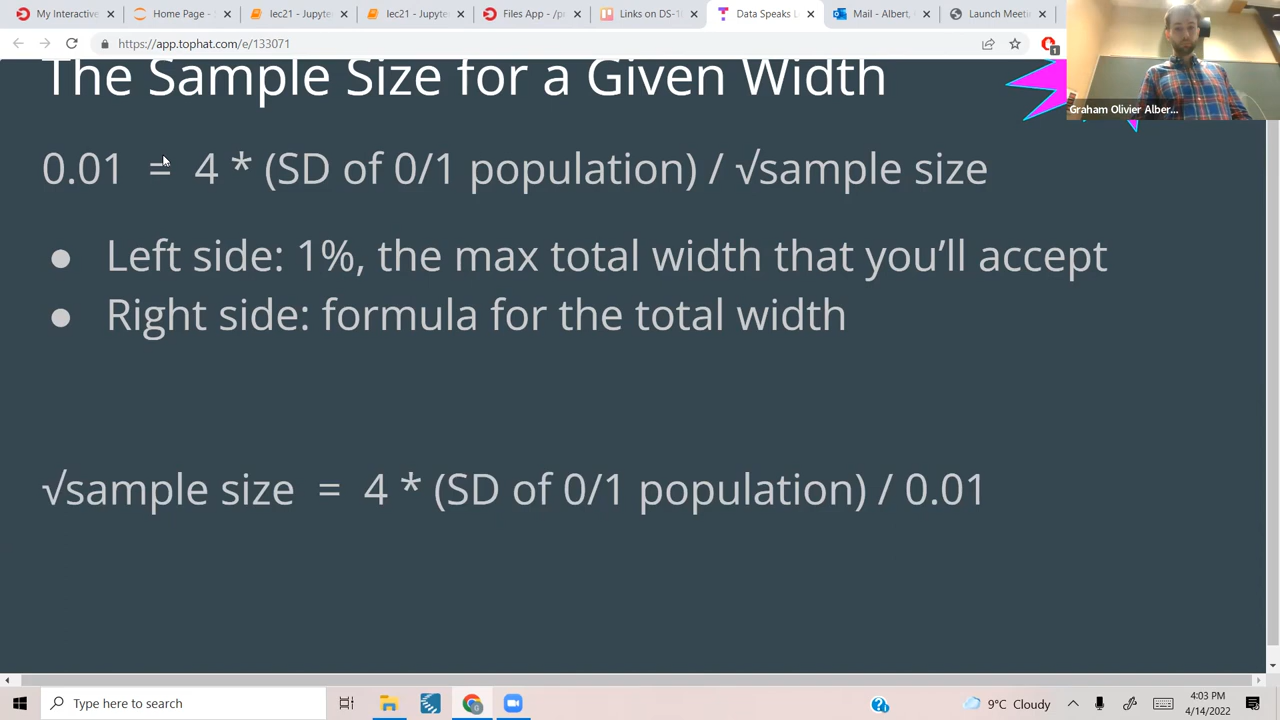 My Interactive
Home Page -
lec21 - Jupyte
lec21 - Jupyte
Files App - /p
Links on DS-1
Data Speaks L
Mail - Albert,
Launch Meeti
https://app.tophat.com/e/133071
1
Graham Olivier Alber...
The Sample Size for a Given Width
0.01 = 4 * (SD of 0/1 population) / √sample size
● Left side: 1%, the max total width that you’ll accept
● Right side: formula for the total width
√sample size = 4 * (SD of 0/1 population) / 0.01
Type here to search
9°C Cloudy
4:03 PM
4/14/2022